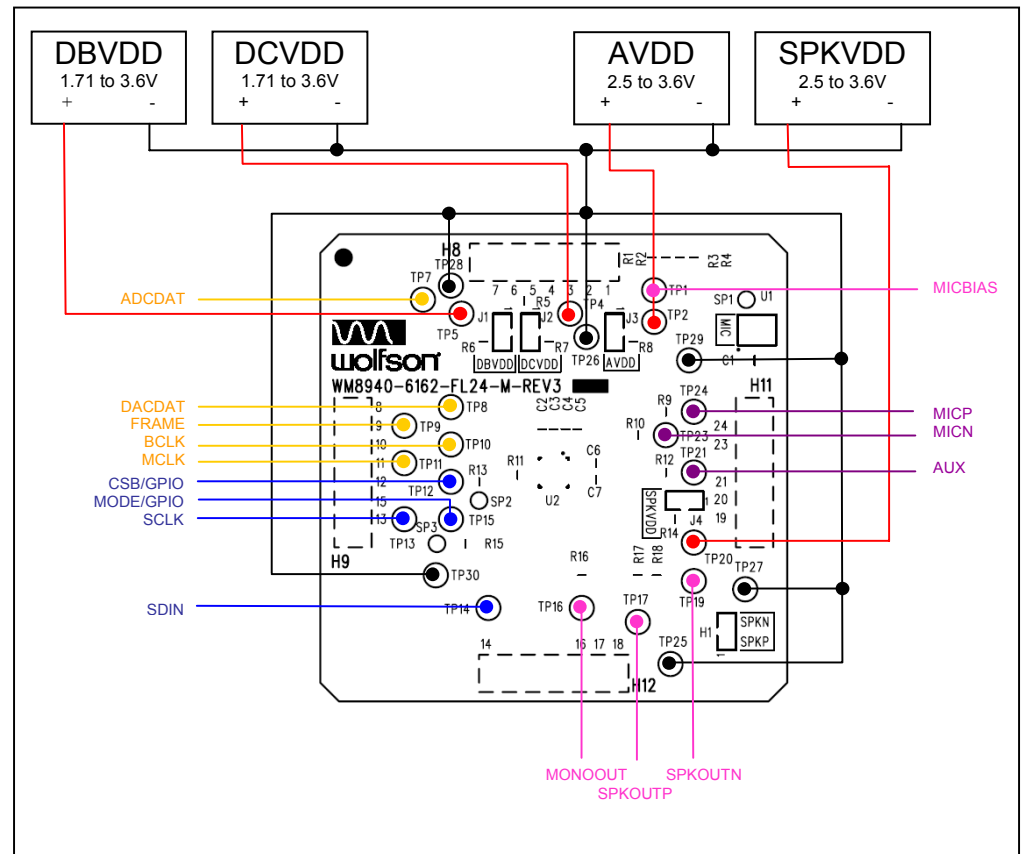 DBVDD
1.71 to 3.6V
+ -
DCVDD
1.71 to 3.6V
+ -
AVDD
2.5 to 3.6V
+ -
SPKVDD
2.5 to 3.6V
+ -
H8
TP28
TP7
ADCDAT
TP5
7 6 5 4 3 2 1
R5
J1
J2
TP4
J3
R6
R7
R8
DBVDD
DCVDD
AVDD
TP26
R1
R2
R3
R4
TP1
MICBIAS
TP2
SP1
U1
MIC
C1
TP29
wolfson
WM8940-6162-FL24-M-REV3
H11
DACDAT
8
TP8
FRAME
9
TP9
BCLK
10
TP10
MCLK
11
TP11
CSB/GPIO
12
TP12
MODE/GPIO
15
TP15
SCLK
13
TP13
SP3
R13
SP2
R15
H9
TP30
C2
C3
C4
C5
R11
C6
C7
U2
R9
TP24
24
MICP
R10
TP23
23
MICN
R12
TP21
21
AUX
SPKVDD
1
20
19
R14
J4
TP20
R16
R17
R18
TP19
TP27
SDIN
TP14
TP16
TP17
H1
SPKN
SPKP
1
TP25
14
16 17 18
H12
MONOOUT
SPKOUTP
SPKOUTN